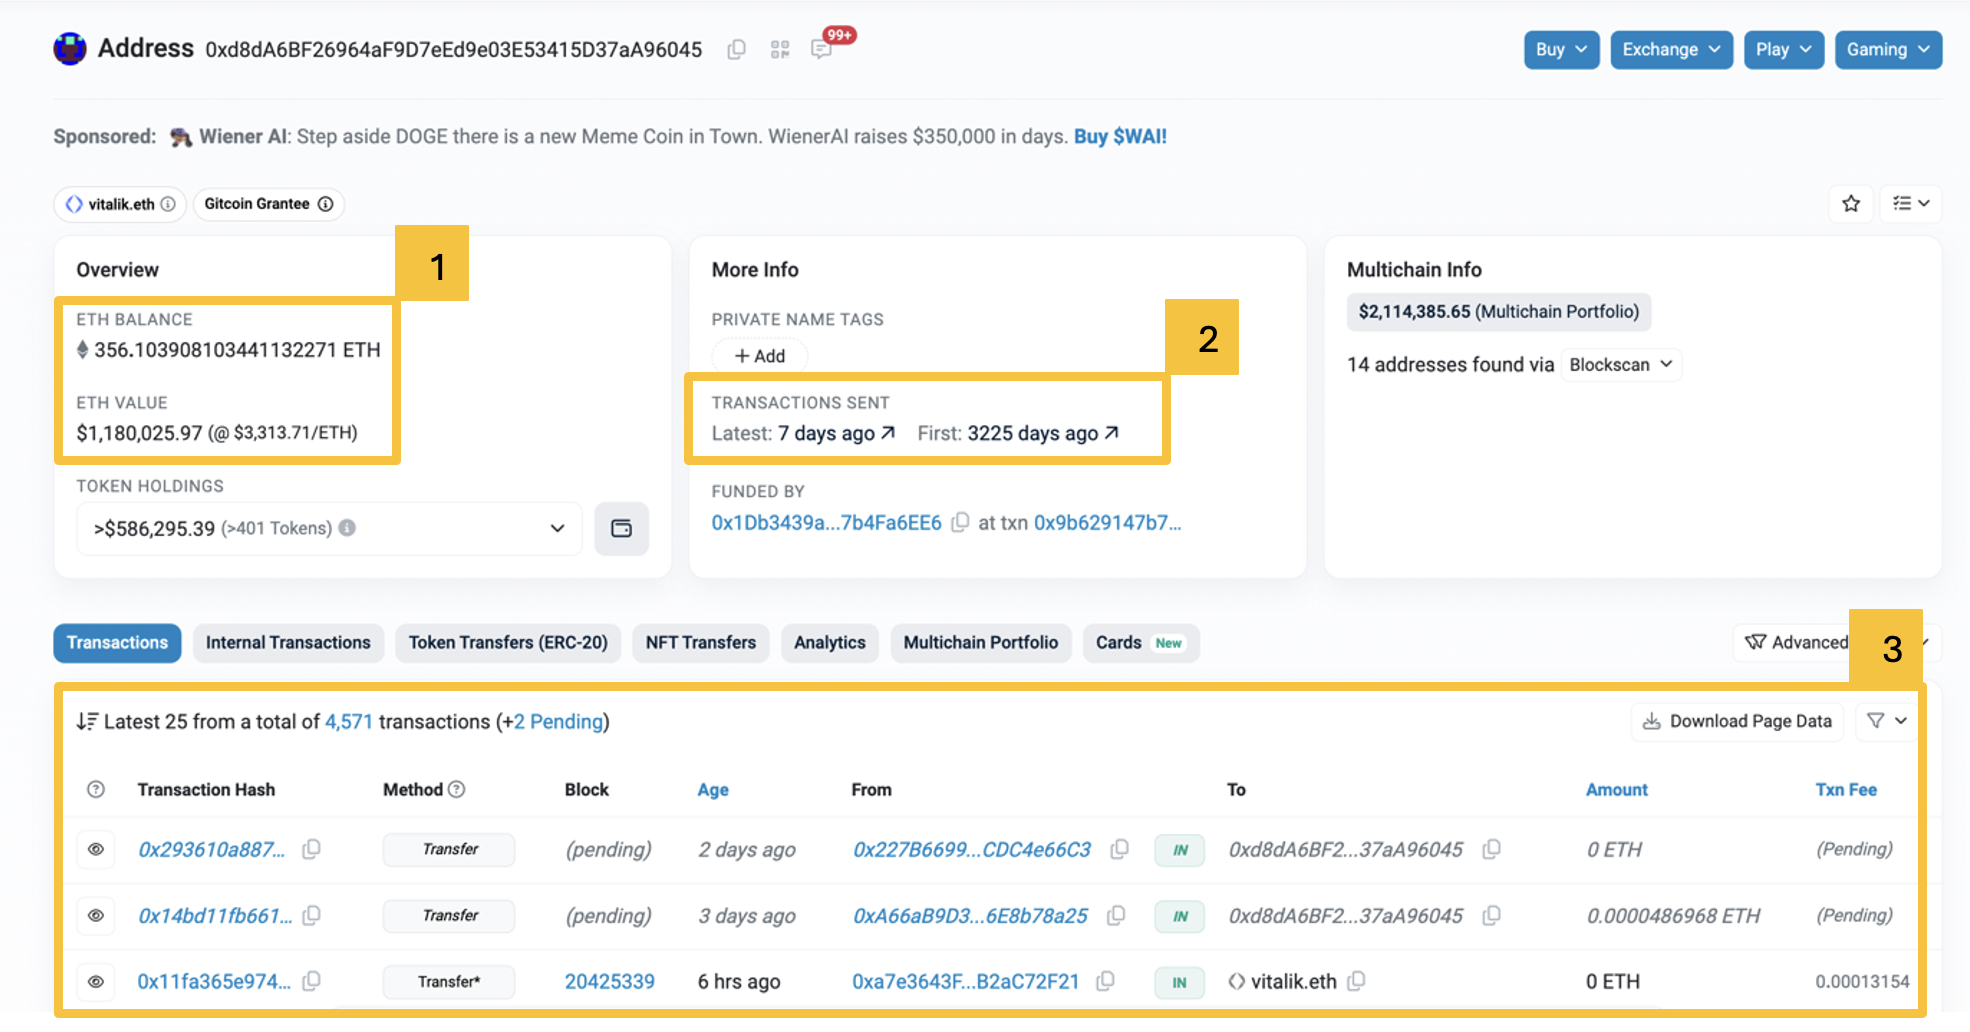 Address 0xd8dA6BF26964aF9D7eEd9e03E53415D37aA96045 99+
Buy Exchange Play Gaming
Sponsored: Wiener AI: Step aside DOGE there is a new Meme Coin in Town. WienerAI raises $350,000 in days. Buy $WAI!
vitalik.eth Gitcoin Grantee
1
Overview
ETH BALANCE
356.103908103441132271 ETH
ETH VALUE
$1,180,025.97 (@ $3,313.71/ETH)
TOKEN HOLDINGS
>$586,295.39 (>401 Tokens)
More Info
PRIVATE NAME TAGS
+ Add
2
TRANSACTIONS SENT
Latest: 7 days ago ↗ First: 3225 days ago ↗
FUNDED BY
0x1Db3439a...7b4Fa6EE6 at txn 0x9b629147b7...
Multichain Info
$2,114,385.65 (Multichain Portfolio)
14 addresses found via Blockscan
Transactions Internal Transactions Token Transfers (ERC-20) NFT Transfers Analytics Multichain Portfolio Cards New Advanced
3
Latest 25 from a total of 4,571 transactions (+2 Pending) Download Page Data
Transaction Hash Method Block Age From To Amount Txn Fee
0x293610a887... Transfer (pending) 2 days ago 0x227B6699...CDC4e66C3 IN 0xd8dA6BF2...37aA96045 0 ETH (Pending)
0x14bd11fb661... Transfer (pending) 3 days ago 0xA66aB9D3...6E8b78a25 IN 0xd8dA6BF2...37aA96045 0.0000486968 ETH (Pending)
0x11fa365e974... Transfer* 20425339 6 hrs ago 0xa7e3643F...B2aC72F21 IN vitalik.eth 0 ETH 0.00013154